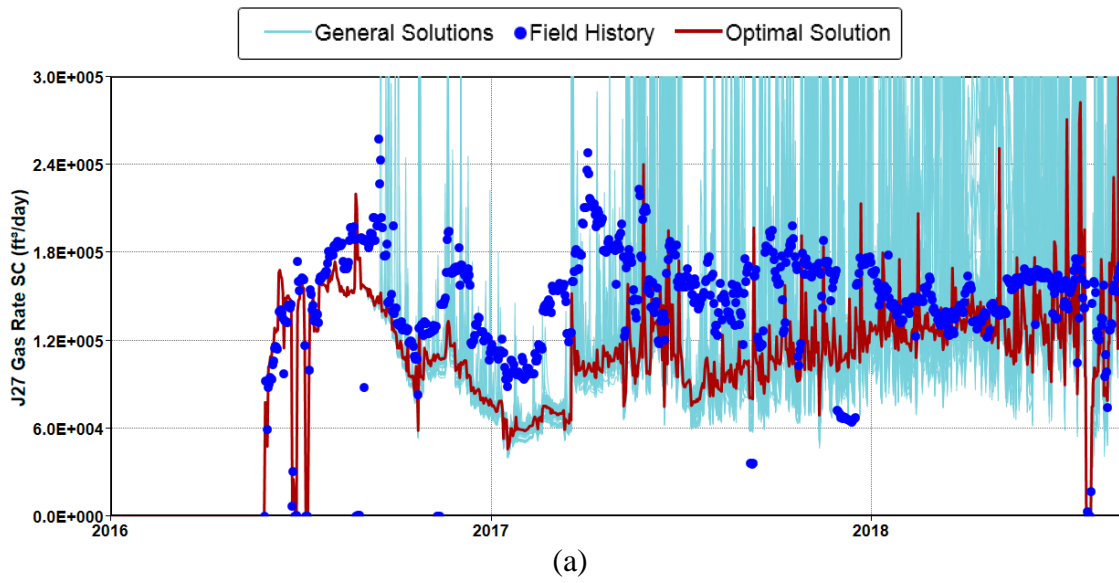 General Solutions Field History Optimal Solution
3.0E+005
2.4E+005
1.8E+005
1.2E+005
6.0E+004
0.0E+000
J27 Gas Rate SC (ft³/day)
2016 2017 2018
(a)